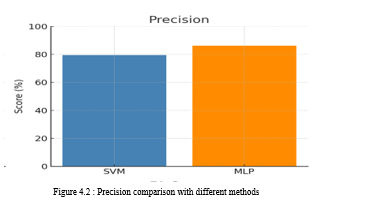 Precision
100
80
60
40
20
0
Score (%)
SVM
MLP
Figure 4.2 : Precision comparison with different methods